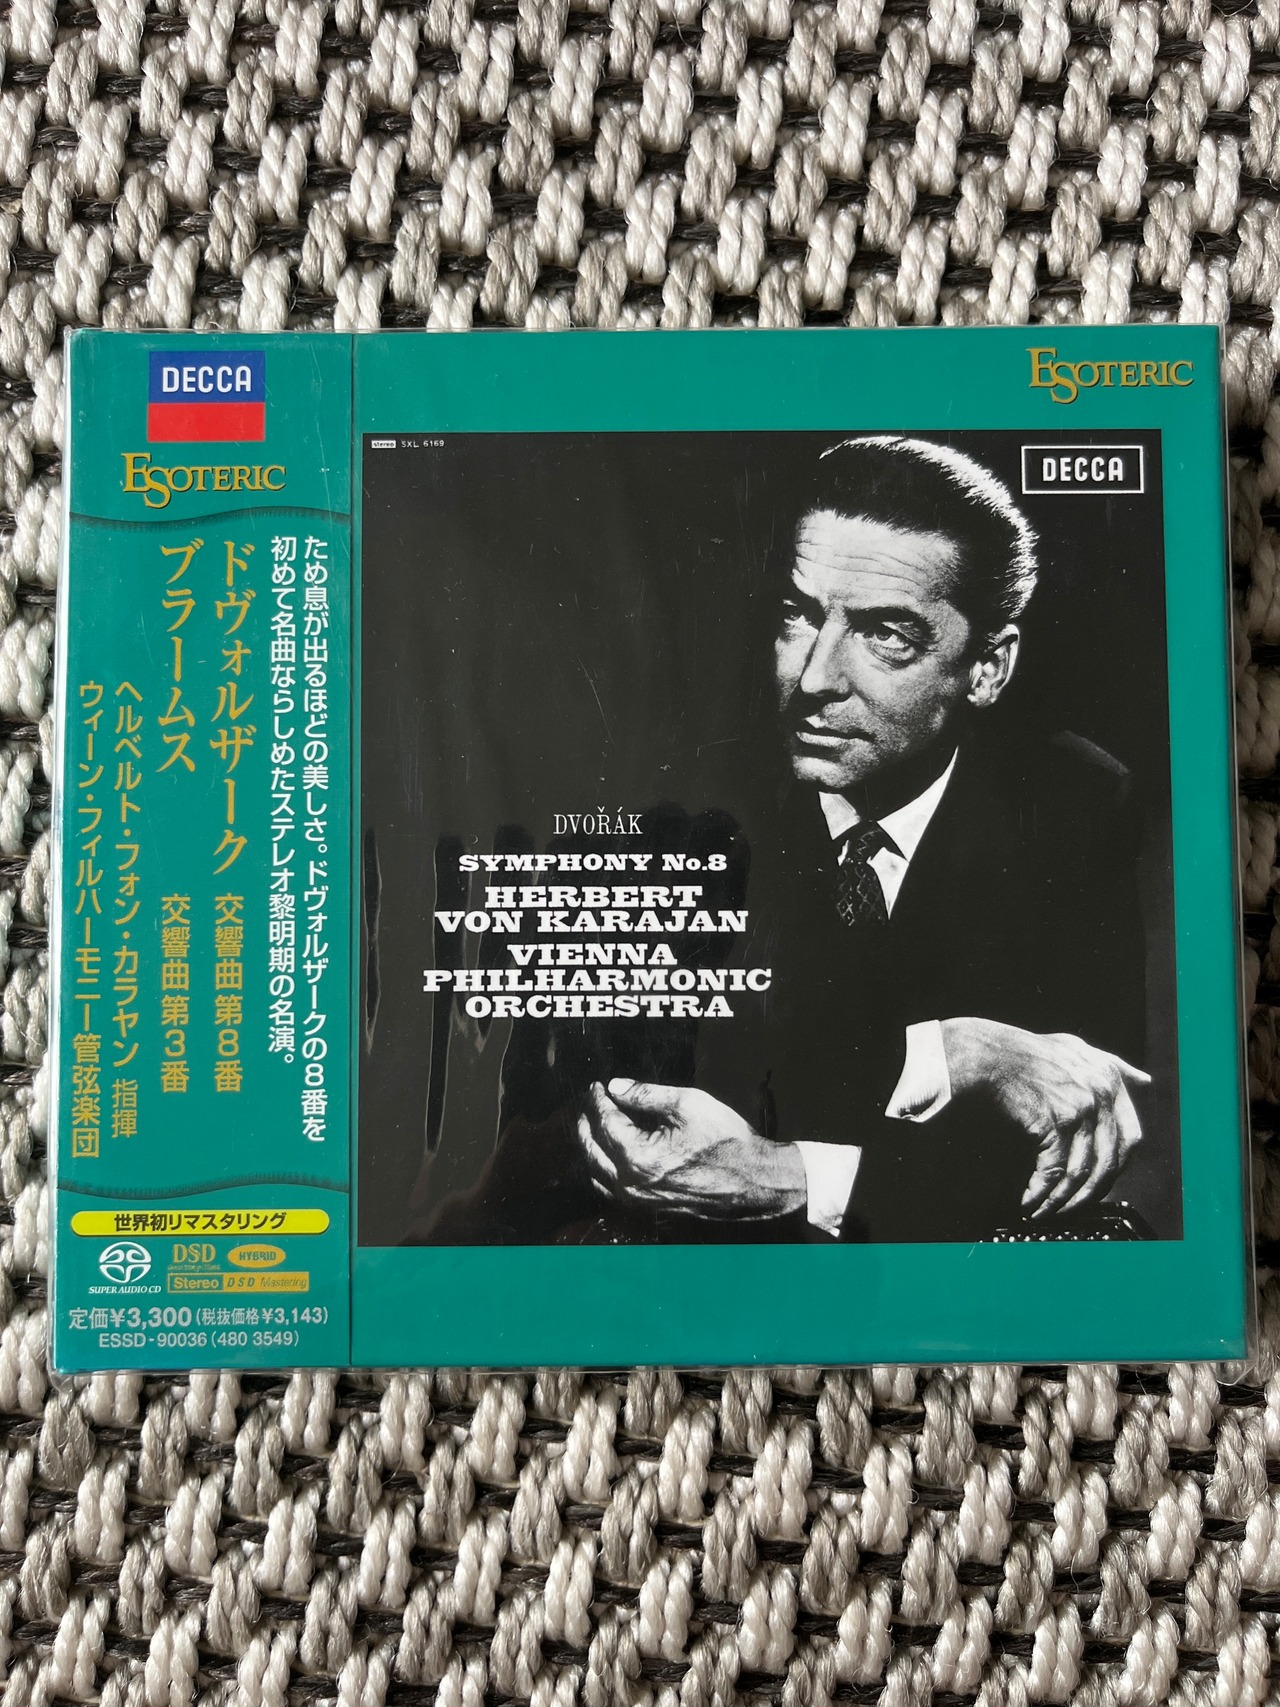 DECCA
ESOTERIC
ため息が出るほどの美しさ。ドヴォルザークの8番を
初めて名曲ならしめたステレオ黎明期の名演。
ドヴォルザーク 交響曲 第8番
ブラームス 交響曲 第3番
ヘルベルト・フォン・カラヤン 指揮
ウィーン・フィルハーモニー管弦楽団
世界初リマスタリング
SUPER AUDIO CD
DSD
HYBRID
Stereo DSD Mastering
定価¥3,300(税抜価格¥3,143)
ESSD-90036 (480 3549)
ESOTERIC
stereo SXL 6169
DECCA
DVOŘÁK
SYMPHONY No.8
HERBERT
VON KARAJAN
VIENNA
PHILHARMONIC
ORCHESTRA